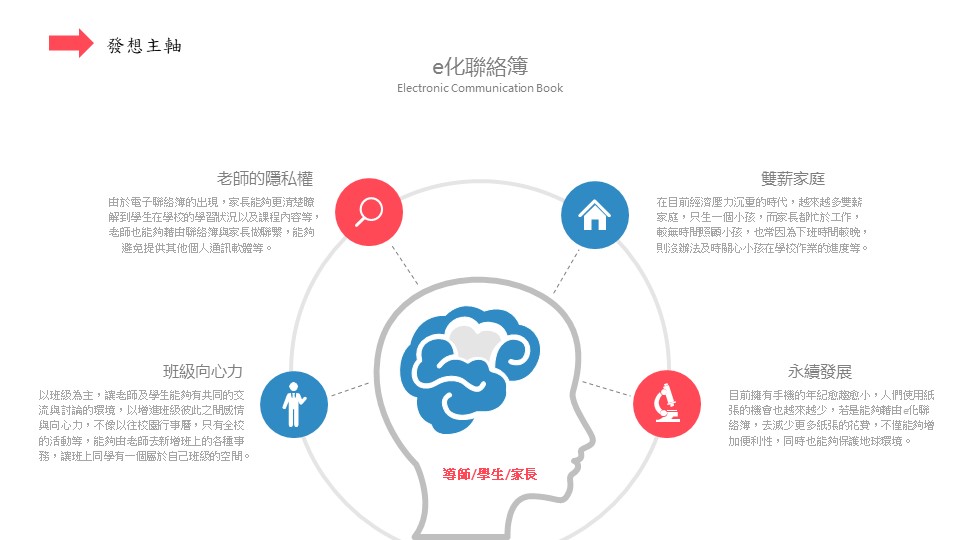 發想主軸
e化聯絡簿
Electronic Communication Book
老師的隱私權
由於電子聯絡簿的出現，家長能夠更清楚瞭
解到學生在學校的學習狀況以及課程內容等，
老師也能夠藉由聯絡簿與家長做聯繫，能夠
避免提供其他個人通訊軟體等。
雙薪家庭
在目前經濟壓力沉重的時代，越來越多雙薪
家庭，只生一個小孩，而家長都忙於工作，
較無時間照顧小孩，也常因為下班時間較晚，
則沒辦法及時關心小孩在學校作業的進度等。
班級向心力
以班級為主，讓老師及學生能夠有共同的交
流與討論的環境，以增進班級彼此之間感情
與向心力，不像以往校園行事曆，只有全校
的活動等，能夠由老師去新增班上的各種事
務，讓班上同學有一個屬於自己班級的空間。
永續發展
目前擁有手機的年紀愈趨愈小，人們使用紙
張的機會也越來越少，若是能夠藉由e化聯
絡簿，去減少更多紙張的花費，不僅能夠增
加便利性，同時也能夠保護地球環境。
導師/學生/家長